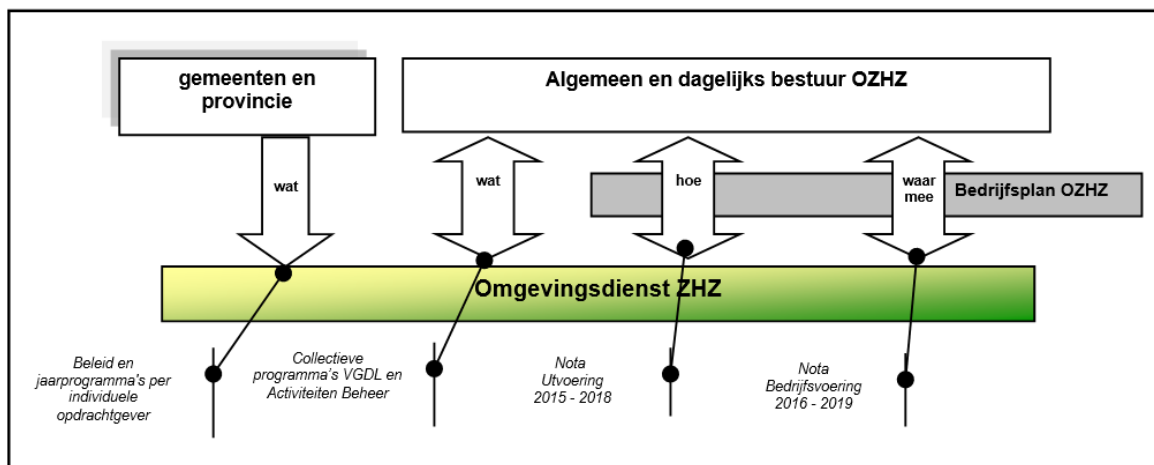 gemeenten en
provincie
Algemeen en dagelijks bestuur OZHZ
wat
wat
hoe
waar
mee
Bedrijfsplan OZHZ
Omgevingsdienst ZHZ
Beleid en
jaarprogramma's per
individuele
opdrachtgever
Collectieve
programma's VGDL en
Activiteiten Beheer
Nota
Utvoering
2015 - 2018
Nota
Bedrijfsvoering
2016 - 2019